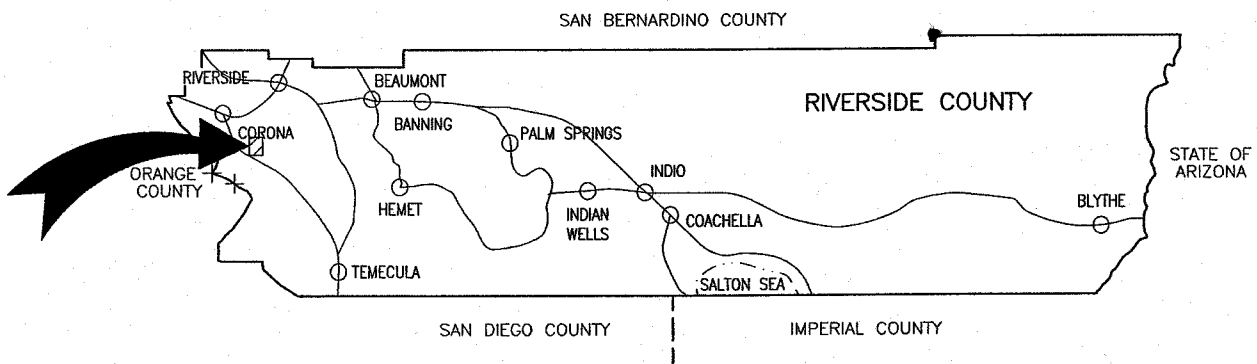 SAN BERNARDINO COUNTY
RIVERSIDE
BEAUMONT
BANNING
RIVERSIDE COUNTY
CORONA
PALM SPRINGS
STATE OF
ARIZONA
ORANGE
COUNTY
HEMET
INDIO
INDIAN
WELLS
COACHELLA
BLYTHE
TEMECULA
SALTON SEA
SAN DIEGO COUNTY
IMPERIAL COUNTY